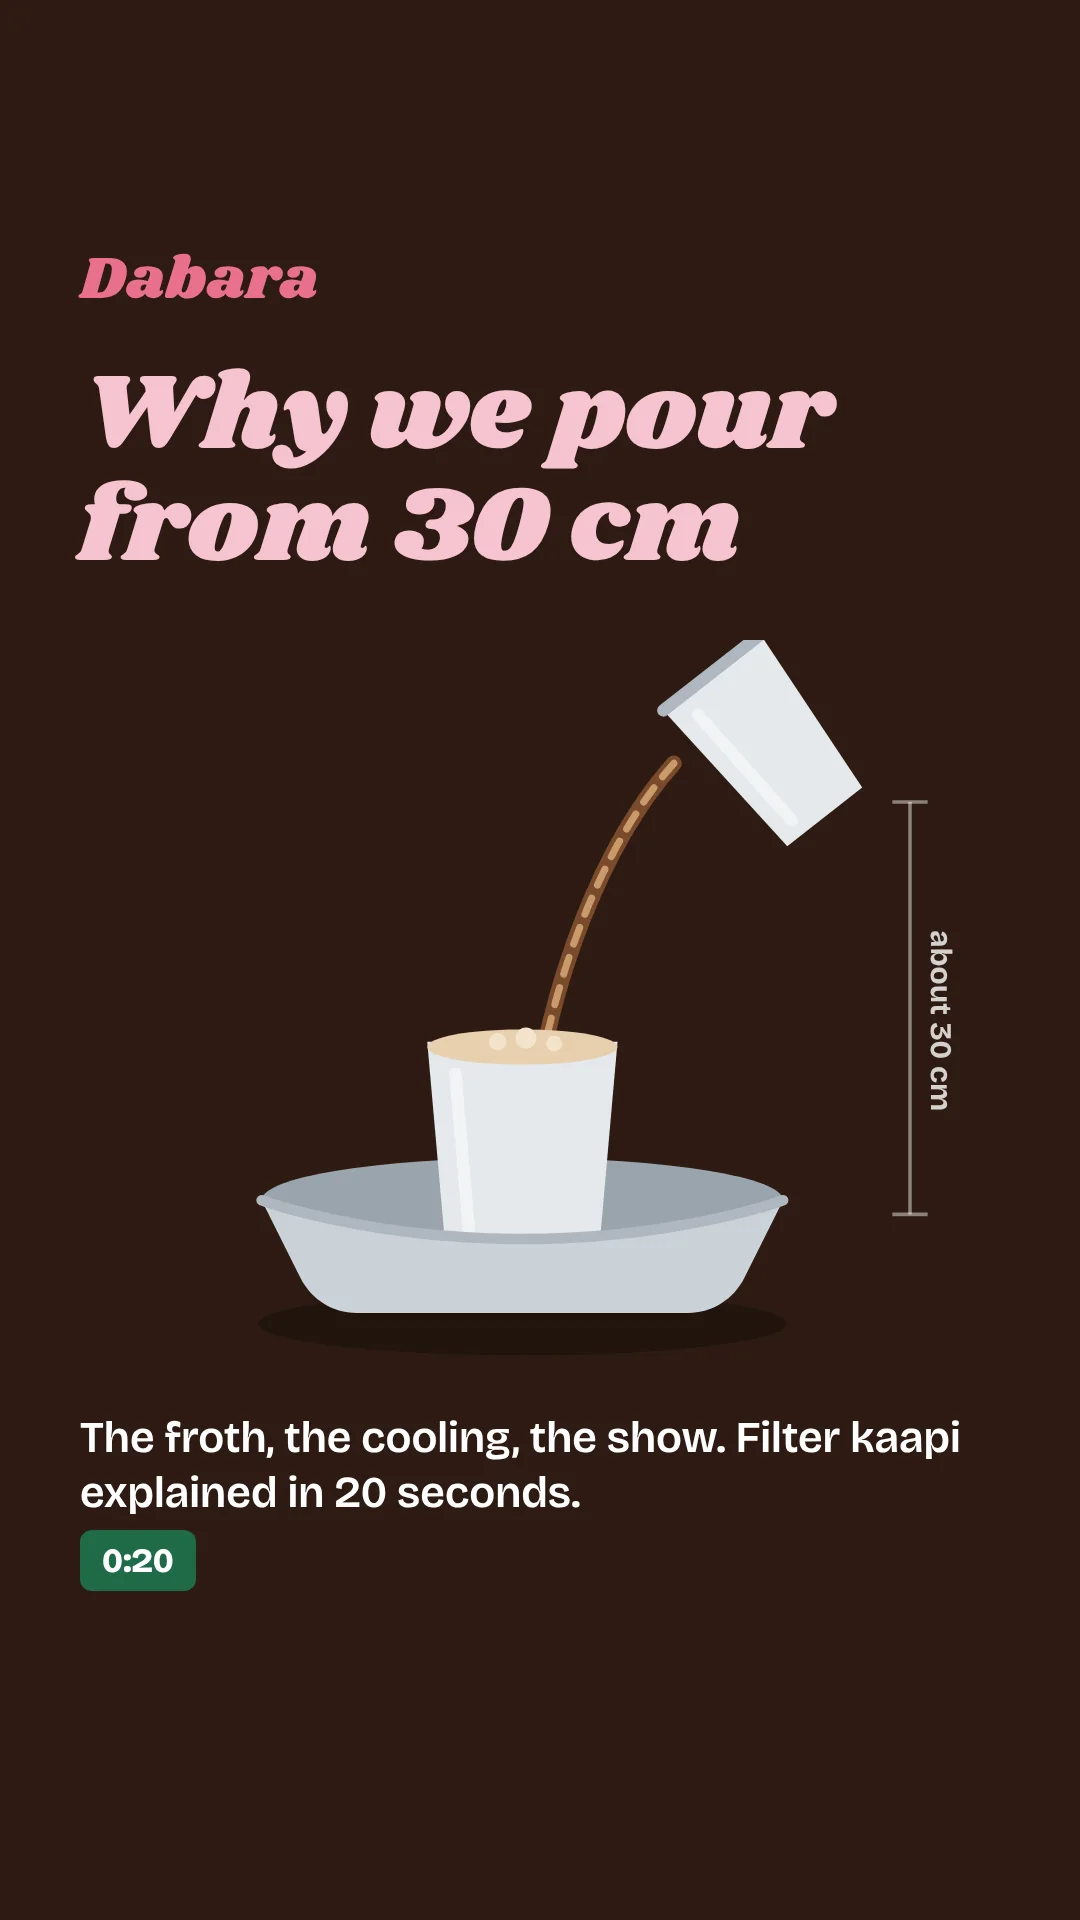 Dabara
Why we pour
from 30 cm
about 30 cm
The froth, the cooling, the show. Filter kaapi
explained in 20 seconds.
0:20